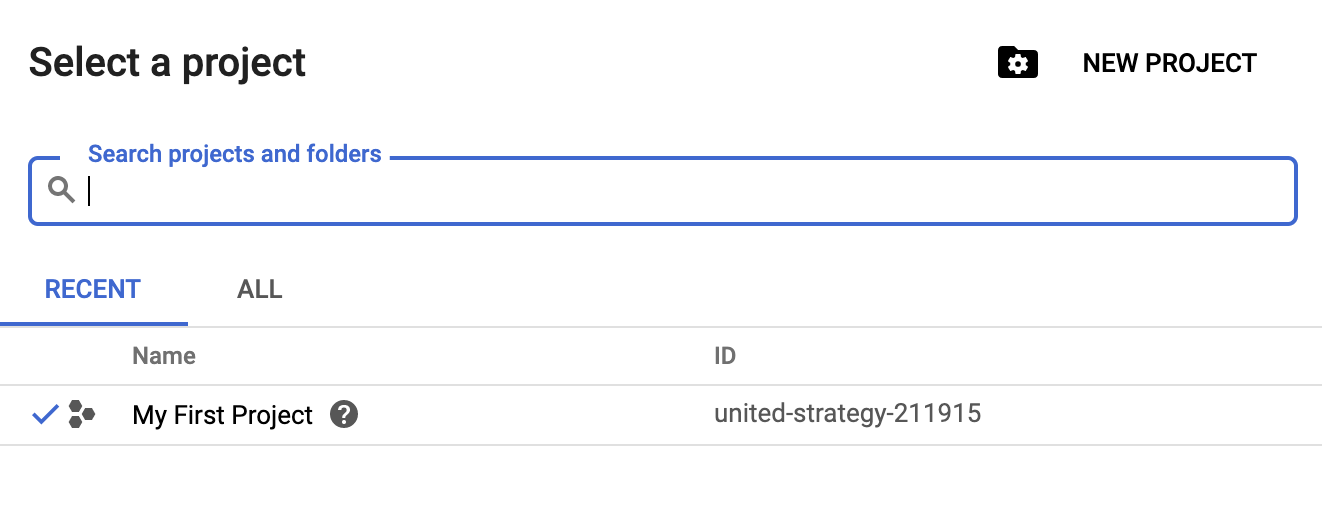 Select a project
NEW PROJECT
Search projects and folders
RECENT ALL
Name ID
My First Project united-strategy-211915